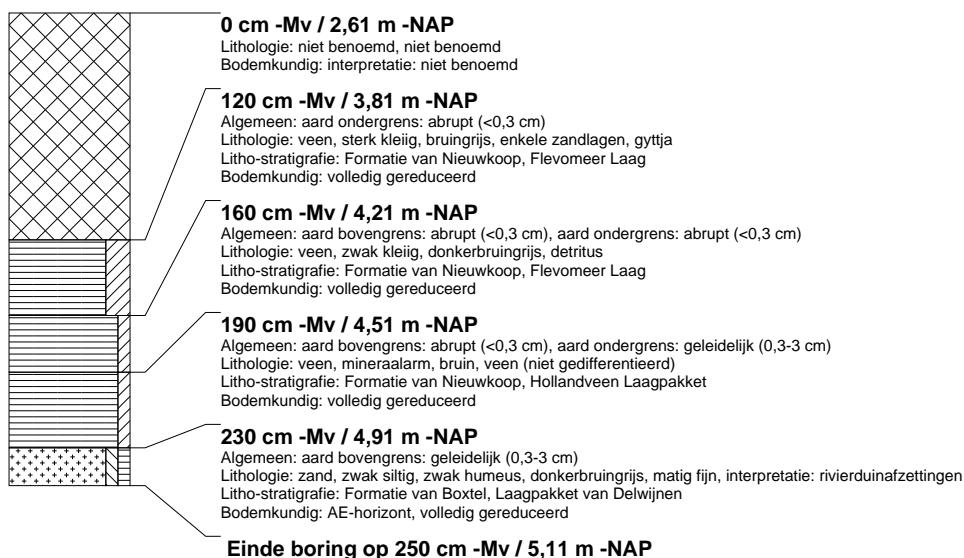 0 cm -Mv / 2,61 m -NAP
Lithologie: niet benoemd, niet benoemd
Bodemkundig: interpretatie: niet benoemd
120 cm -Mv / 3,81 m -NAP
Algemeen: aard ondergrens: abrupt (<0,3 cm)
Lithologie: veen, sterk kleiig, bruingrijs, enkele zandlagen, gyttja
Litho-stratigrafie: Formatie van Nieuwkoop, Flevomeer Laag
Bodemkundig: volledig gereduceerd
160 cm -Mv / 4,21 m -NAP
Algemeen: aard bovengrens: abrupt (<0,3 cm), aard ondergrens: abrupt (<0,3 cm)
Lithologie: veen, zwak kleiig, donkerbruingrijs, detritus
Litho-stratigrafie: Formatie van Nieuwkoop, Flevomeer Laag
Bodemkundig: volledig gereduceerd
190 cm -Mv / 4,51 m -NAP
Algemeen: aard bovengrens: abrupt (<0,3 cm), aard ondergrens: geleidelijk (0,3-3 cm)
Lithologie: veen, mineraalarm, bruin, veen (niet gedifferentieerd)
Litho-stratigrafie: Formatie van Nieuwkoop, Hollandveen Laagpakket
Bodemkundig: volledig gereduceerd
230 cm -Mv / 4,91 m -NAP
Algemeen: aard bovengrens: geleidelijk (0,3-3 cm)
Lithologie: zand, zwak siltig, zwak humeus, donkerbruingrijs, matig fijn, interpretatie: rivierduinafzettingen
Litho-stratigrafie: Formatie van Boxtel, Laagpakket van Delwijnen
Bodemkundig: AE-horizont, volledig gereduceerd
Einde boring op 250 cm -Mv / 5,11 m -NAP